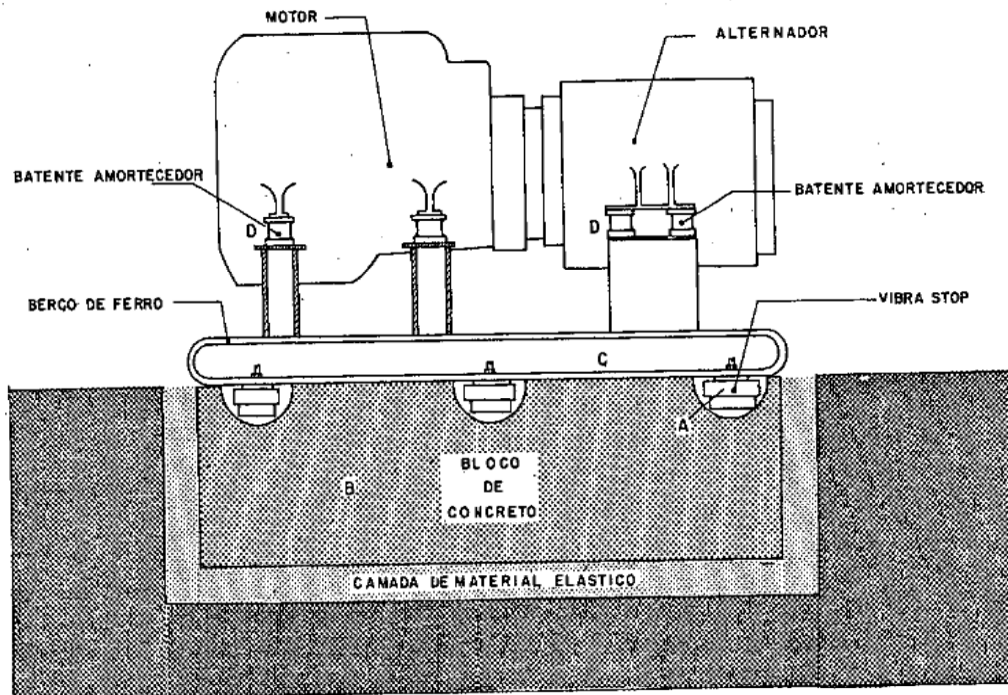 MOTOR
ALTERNADOR
BATENTE AMORTECEDOR
BATENTE AMORTECEDOR
D
D
BERÇO DE FERRO
VIBRA STOP
C
A
B
BLOCO
DE
CONCRETO
CAMADA DE MATERIAL ELASTICO